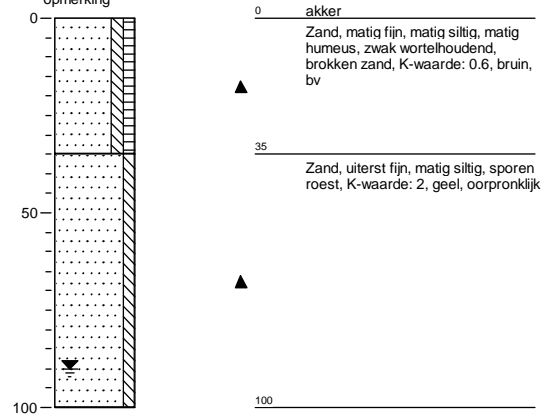 opmerking
0
0
akker
Zand, matig fijn, matig siltig, matig
humeus, zwak wortelhoudend,
brokken zand, K-waarde: 0.6, bruin,
bv
35
Zand, uiterst fijn, matig siltig, sporen
roest, K-waarde: 2, geel, oorpronklijk
50
100
100